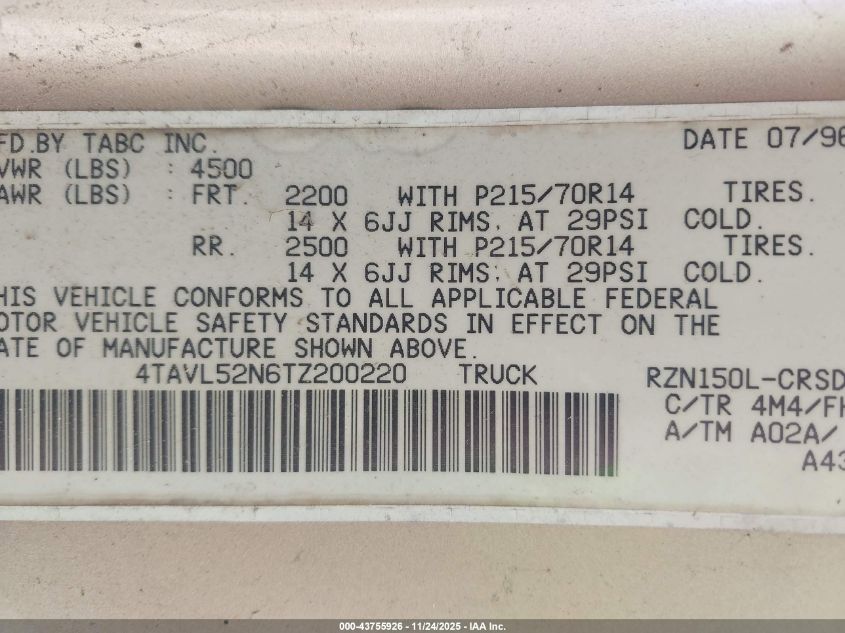 FD.BY TABC INC. DATE 07/96
VWR (LBS) : 4500
AWR (LBS) : FRT. 2200 WITH P215/70R14 TIRES.
14 X 6JJ RIMS, AT 29PSI COLD.
RR. 2500 WITH P215/70R14 TIRES.
14 X 6JJ RIMS, AT 29PSI COLD.
HIS VEHICLE CONFORMS TO ALL APPLICABLE FEDERAL
OTOR VEHICLE SAFETY STANDARDS IN EFFECT ON THE
ATE OF MANUFACTURE SHOWN ABOVE.
4TAVL52N6TZ200220 TRUCK RZN150L-CRSD
C/TR 4M4/FH
A/TM A02A/
A43
000-43755926 - 11/24/2025 - IAA Inc.